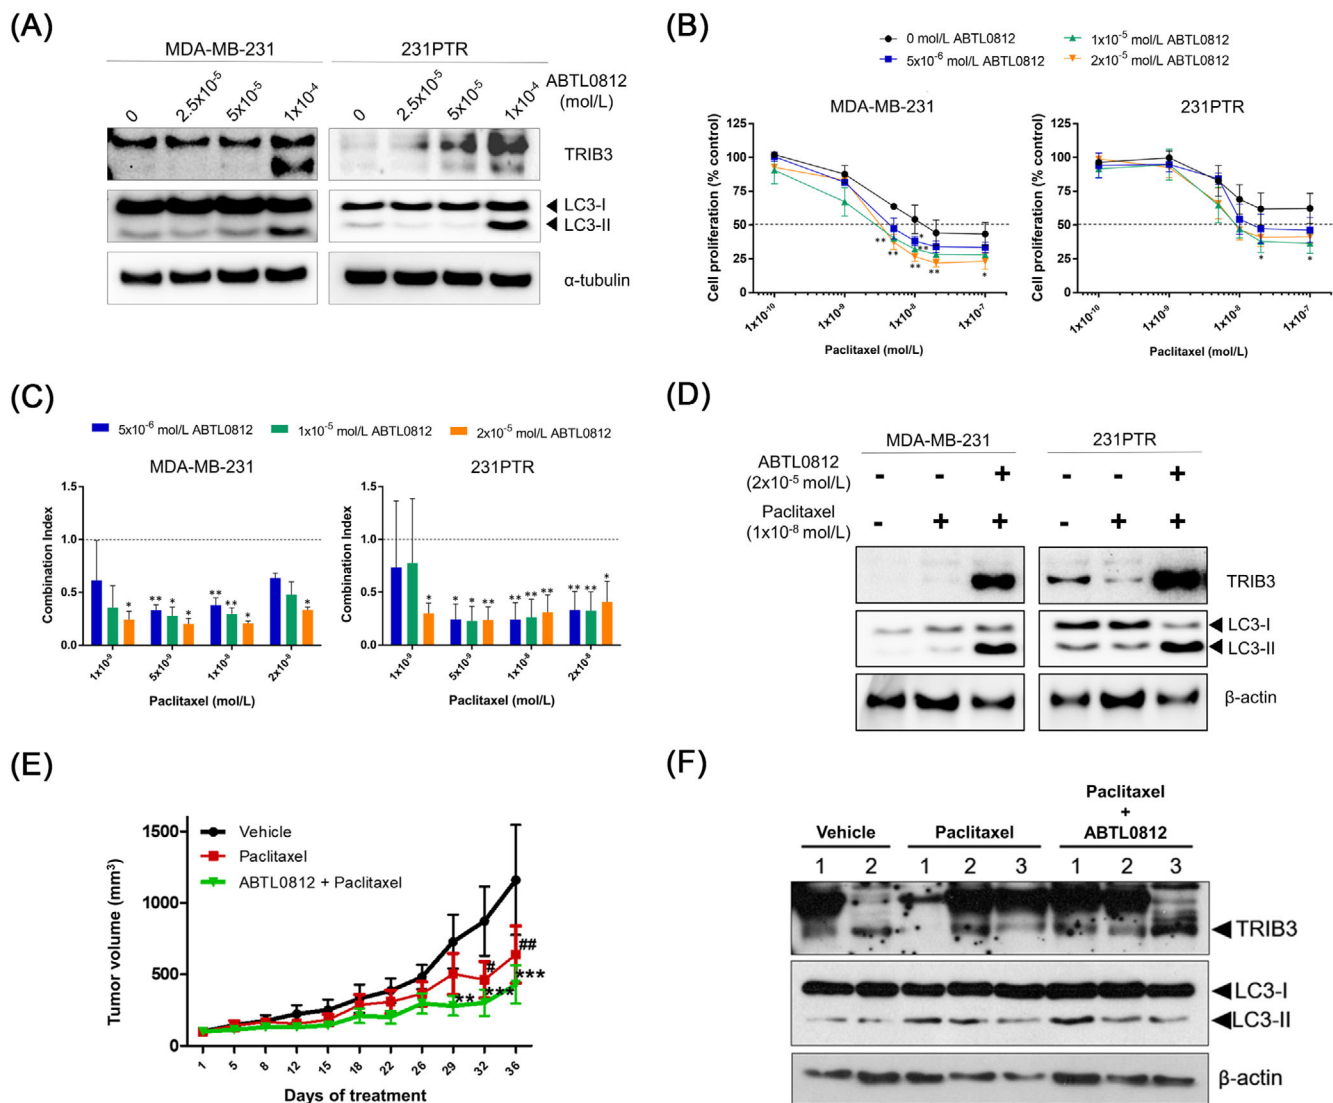 (A)
MDA-MB-231 231PTR
0 2.5x10-5 5x10-5 1x10-4 0 2.5x10-5 5x10-5 1x10-4 ABTL0812
(mol/L)
TRIB3
LC3-I
LC3-II
α-tubulin
(B)
0 mol/L ABTL0812 1x10-5 mol/L ABTL0812
5x10-6 mol/L ABTL0812 2x10-5 mol/L ABTL0812
MDA-MB-231 231PTR
Cell proliferation (% control)
125
100
75
50
25
0
* ** ** ** ** ** *
1x10-10 1x10-9 1x10-8 1x10-7
Paclitaxel (mol/L)
Cell proliferation (% control)
125
100
75
50
25
0
* *
1x10-10 1x10-9 1x10-8 1x10-7
Paclitaxel (mol/L)
(C)
5x10-6 mol/L ABTL0812 1x10-5 mol/L ABTL0812 2x10-5 mol/L ABTL0812
MDA-MB-231 231PTR
Combination Index
1.5
1.0
0.5
0.0
* ** * * ** ** * *
1x10-9 5x10-9 1x10-8 2x10-8
Paclitaxel (mol/L)
Combination Index
1.5
1.0
0.5
0.0
* * * ** ** ** ** ** ** *
1x10-9 5x10-9 1x10-8 2x10-8
Paclitaxel (mol/L)
(D)
MDA-MB-231 231PTR
ABTL0812 - - + - - +
(2x10-5 mol/L)
Paclitaxel - + + - + +
(1x10-8 mol/L)
TRIB3
LC3-I
LC3-II
β-actin
(E)
Vehicle
Paclitaxel
ABTL0812 + Paclitaxel
Tumor volume (mm3)
1500
1000
500
0
## # *** *** **
1 5 8 12 15 18 22 26 29 32 36
Days of treatment
(F)
Paclitaxel
+
Vehicle Paclitaxel ABTL0812
1 2 1 2 3 1 2 3
TRIB3
LC3-I
LC3-II
β-actin